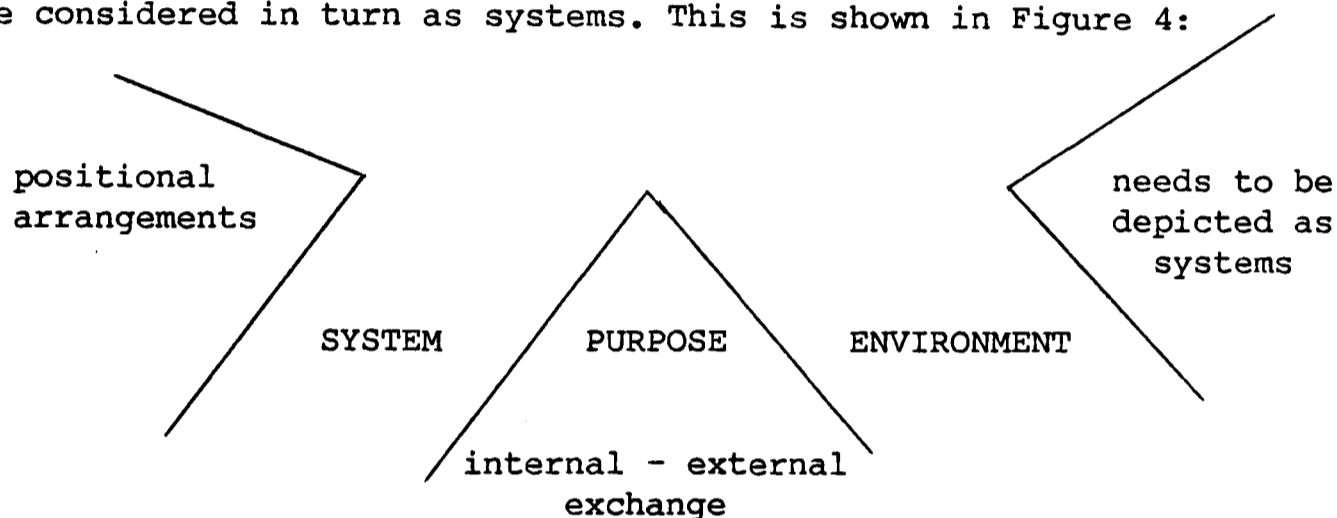 e considered in turn as systems. This is shown in Figure 4:
positional
arrangements
needs to be
depicted as
systems
SYSTEM PURPOSE ENVIRONMENT
internal - external
exchange